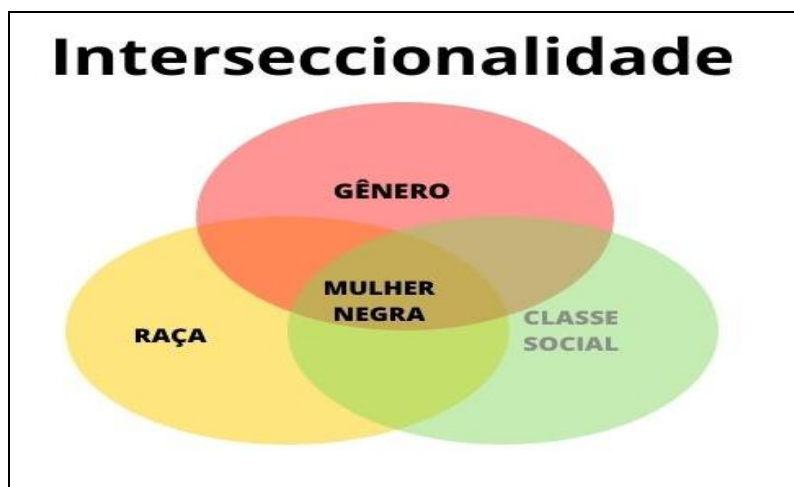 Interseccionalidade
GÊNERO
MULHER
NEGRA
RAÇA
CLASSE
SOCIAL